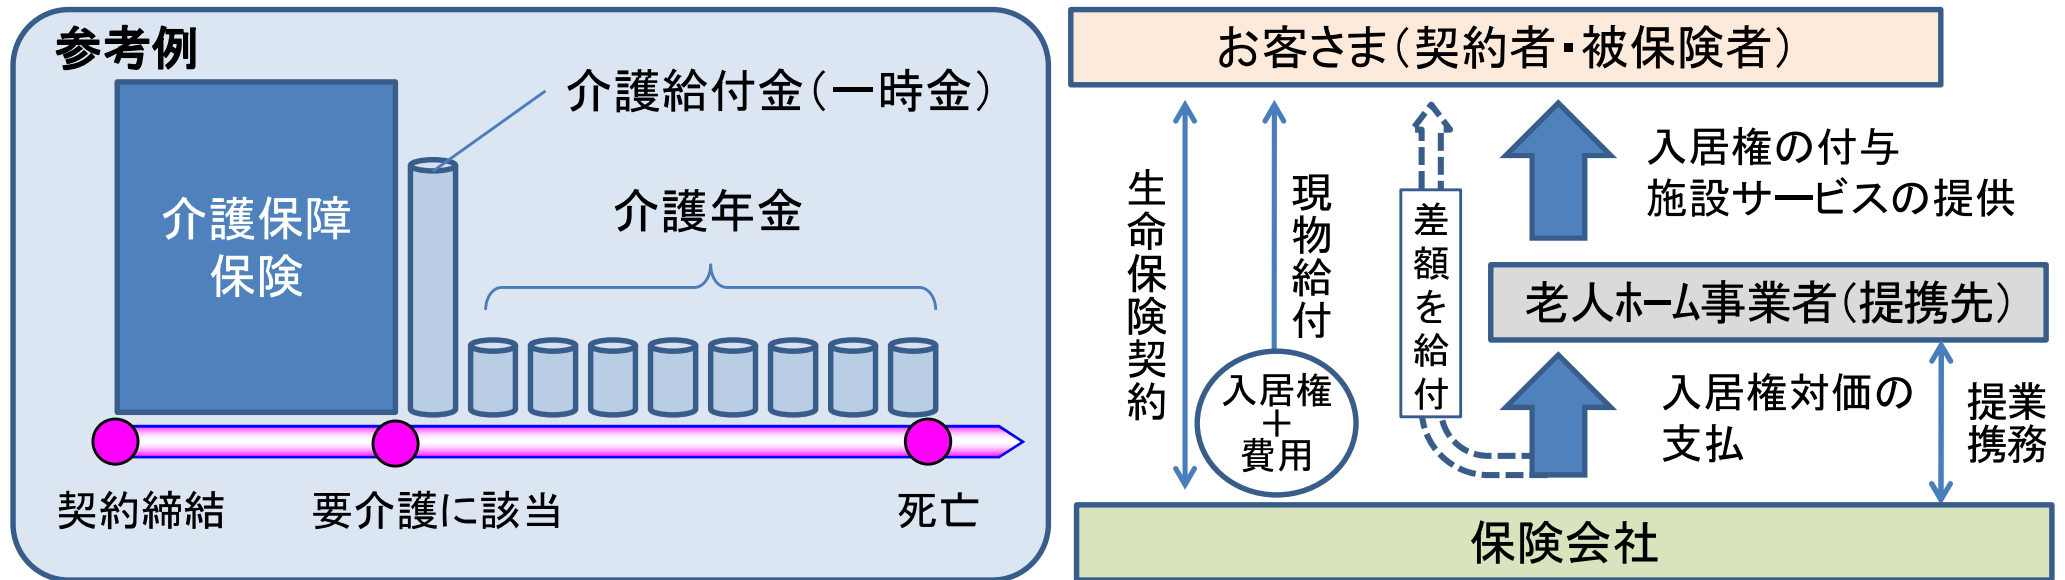 参考例
介護給付金（一時金）
介護年金
介護保障
保険
契約締結
要介護に該当
死亡
お客さま（契約者・被保険者）
生命保険契約
現物給付
入居権
＋
費用
差額を給付
入居権の付与
施設サービスの提供
老人ホーム事業者（提携先）
入居権対価の
支払
提業
携務
保険会社